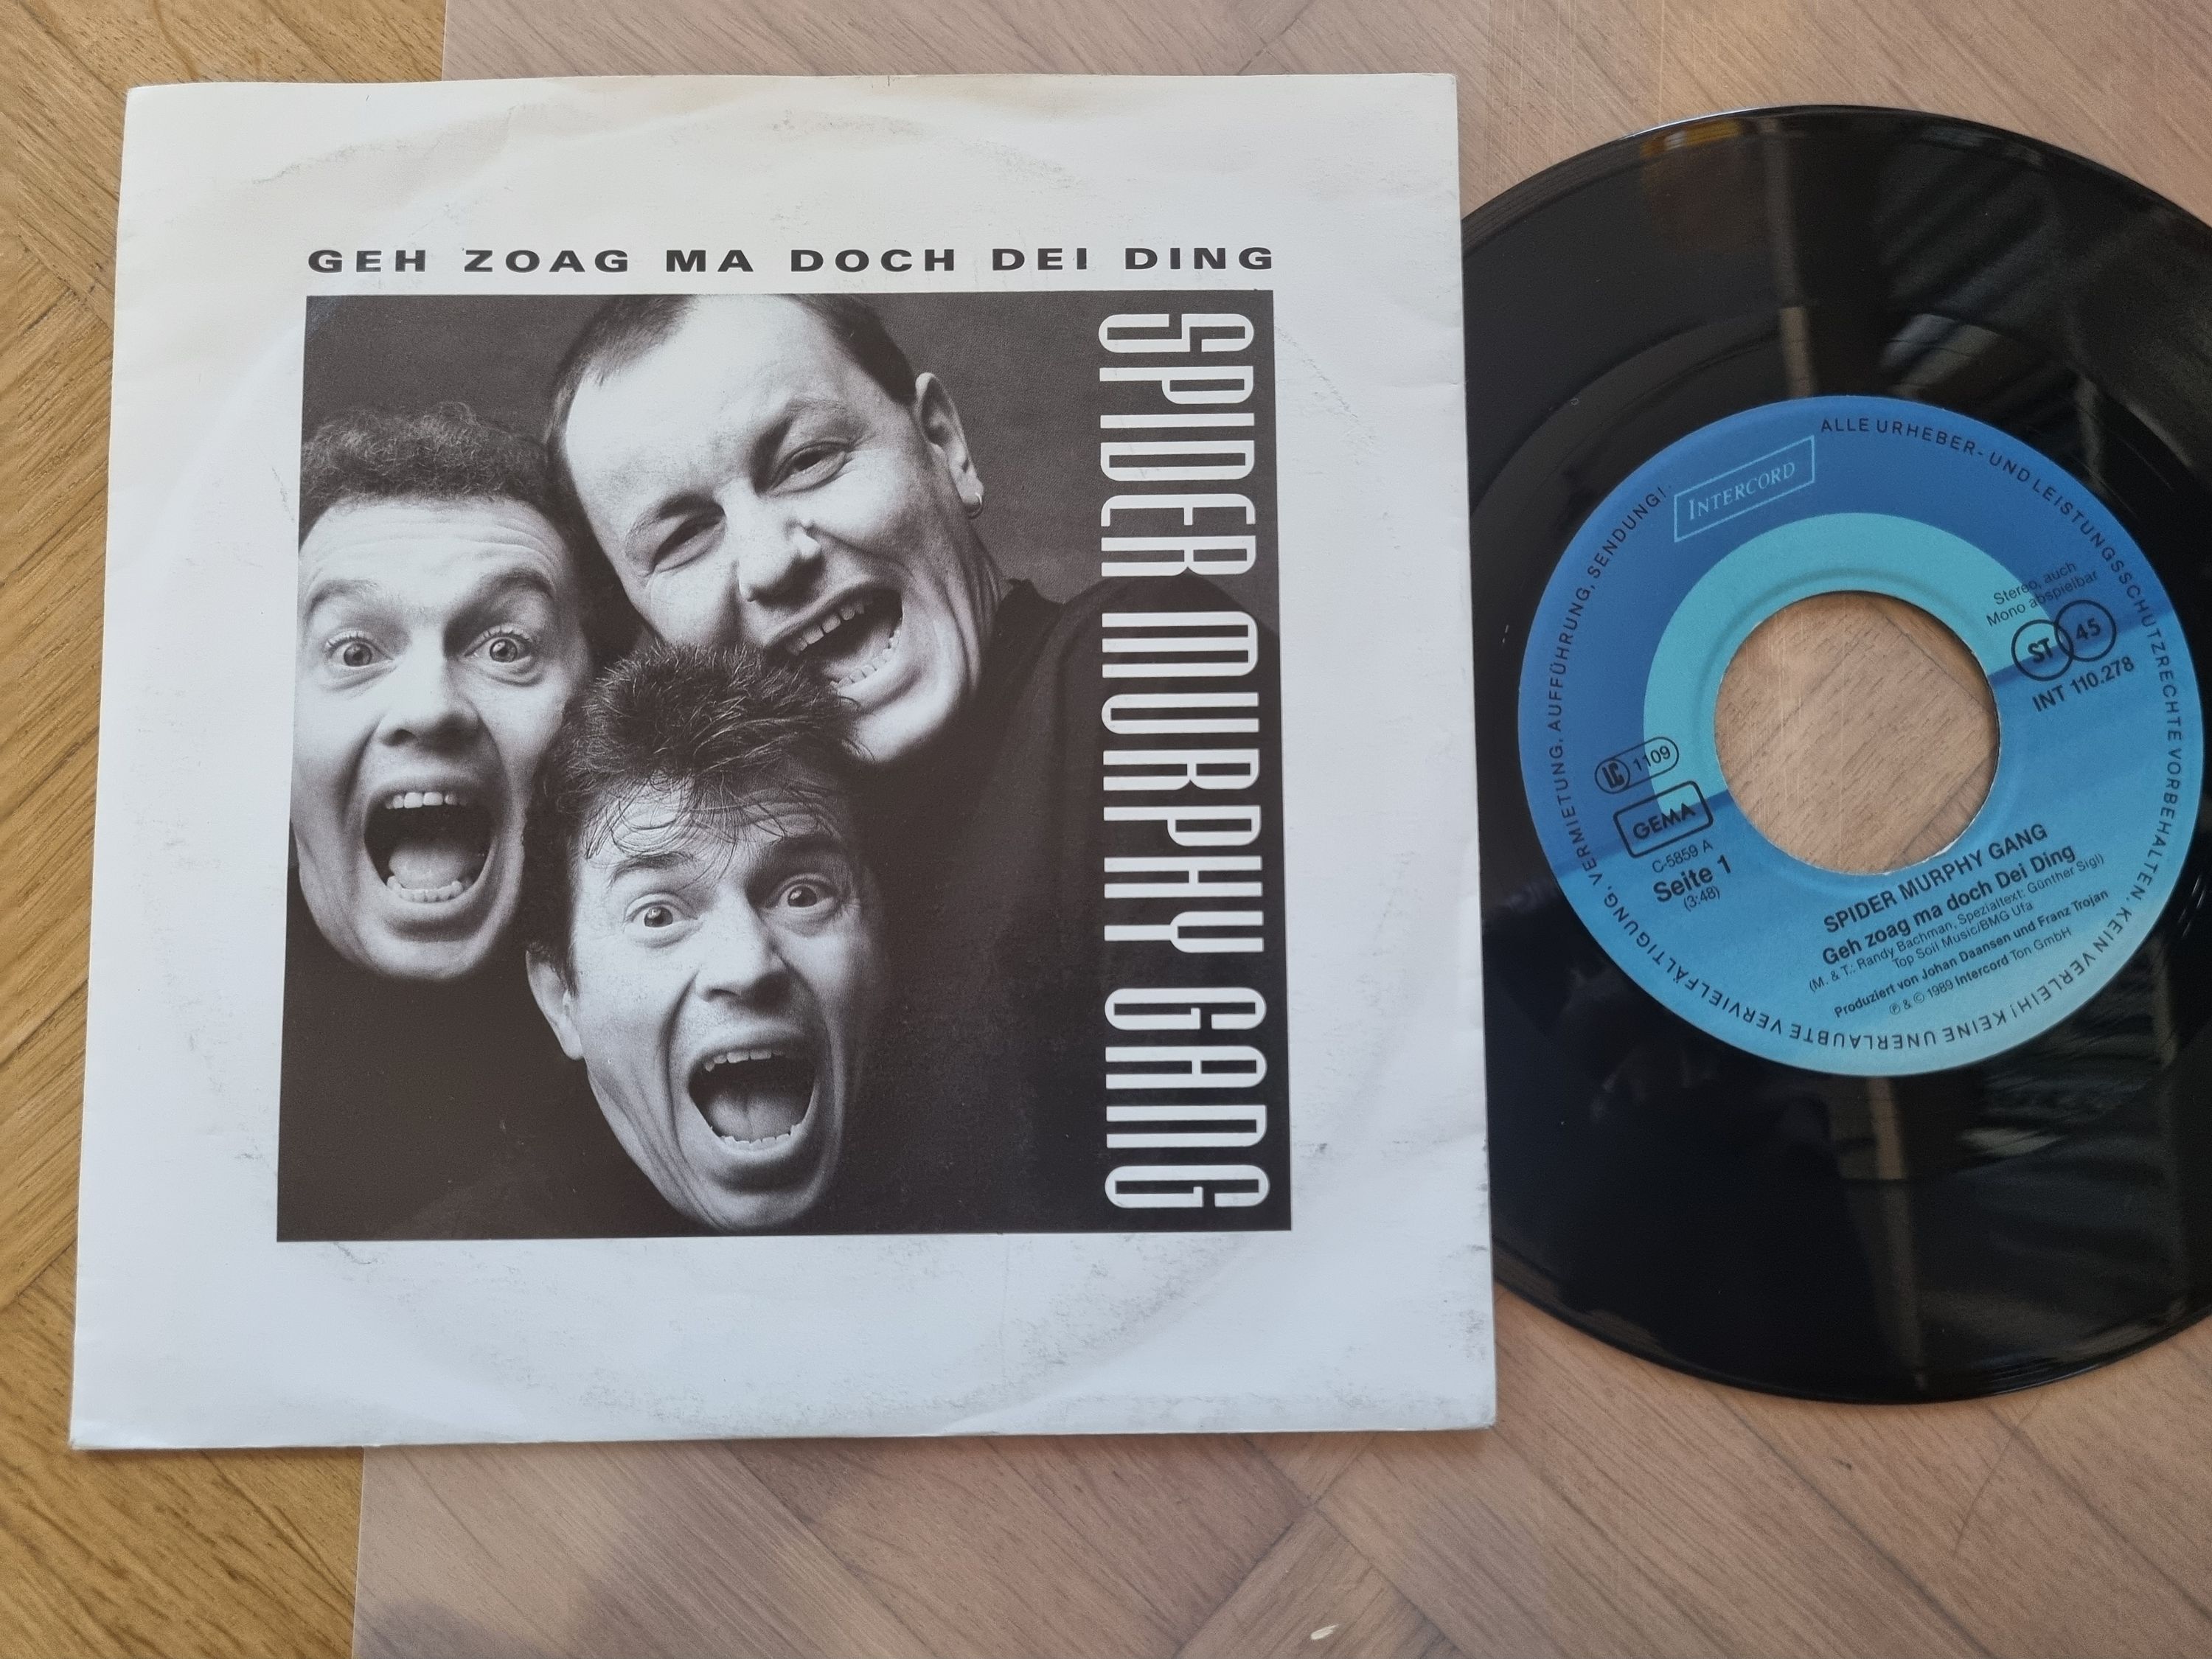 GEH ZOAG MA DOCH DEI DING
SPIDER MURPHY GANG
INTERCORD
ALLE URHEBER- UND LEISTUNGSSCHUTZRECHTE VORBEHALTEN. KEIN VERLEIH! KEINE UNERLAUBTE VERVIELFÄLTIGUNG, VERMIETUNG, AUFFÜHRUNG, SENDUNG!
Stereo, auch
Mono abspielbar
ST 45
INT 110.278
LC 1109
GEMA
C-5859 A
Seite 1
(3:48)
SPIDER MURPHY GANG
Geh zoag ma doch Dei Ding
(M. & T.: Randy Bachman, Spezialtext: Günther Sigl)
Top Soil Music/BMG Ufa
Produziert von Johan Daansen und Franz Trojan
℗ & © 1989 Intercord Ton GmbH